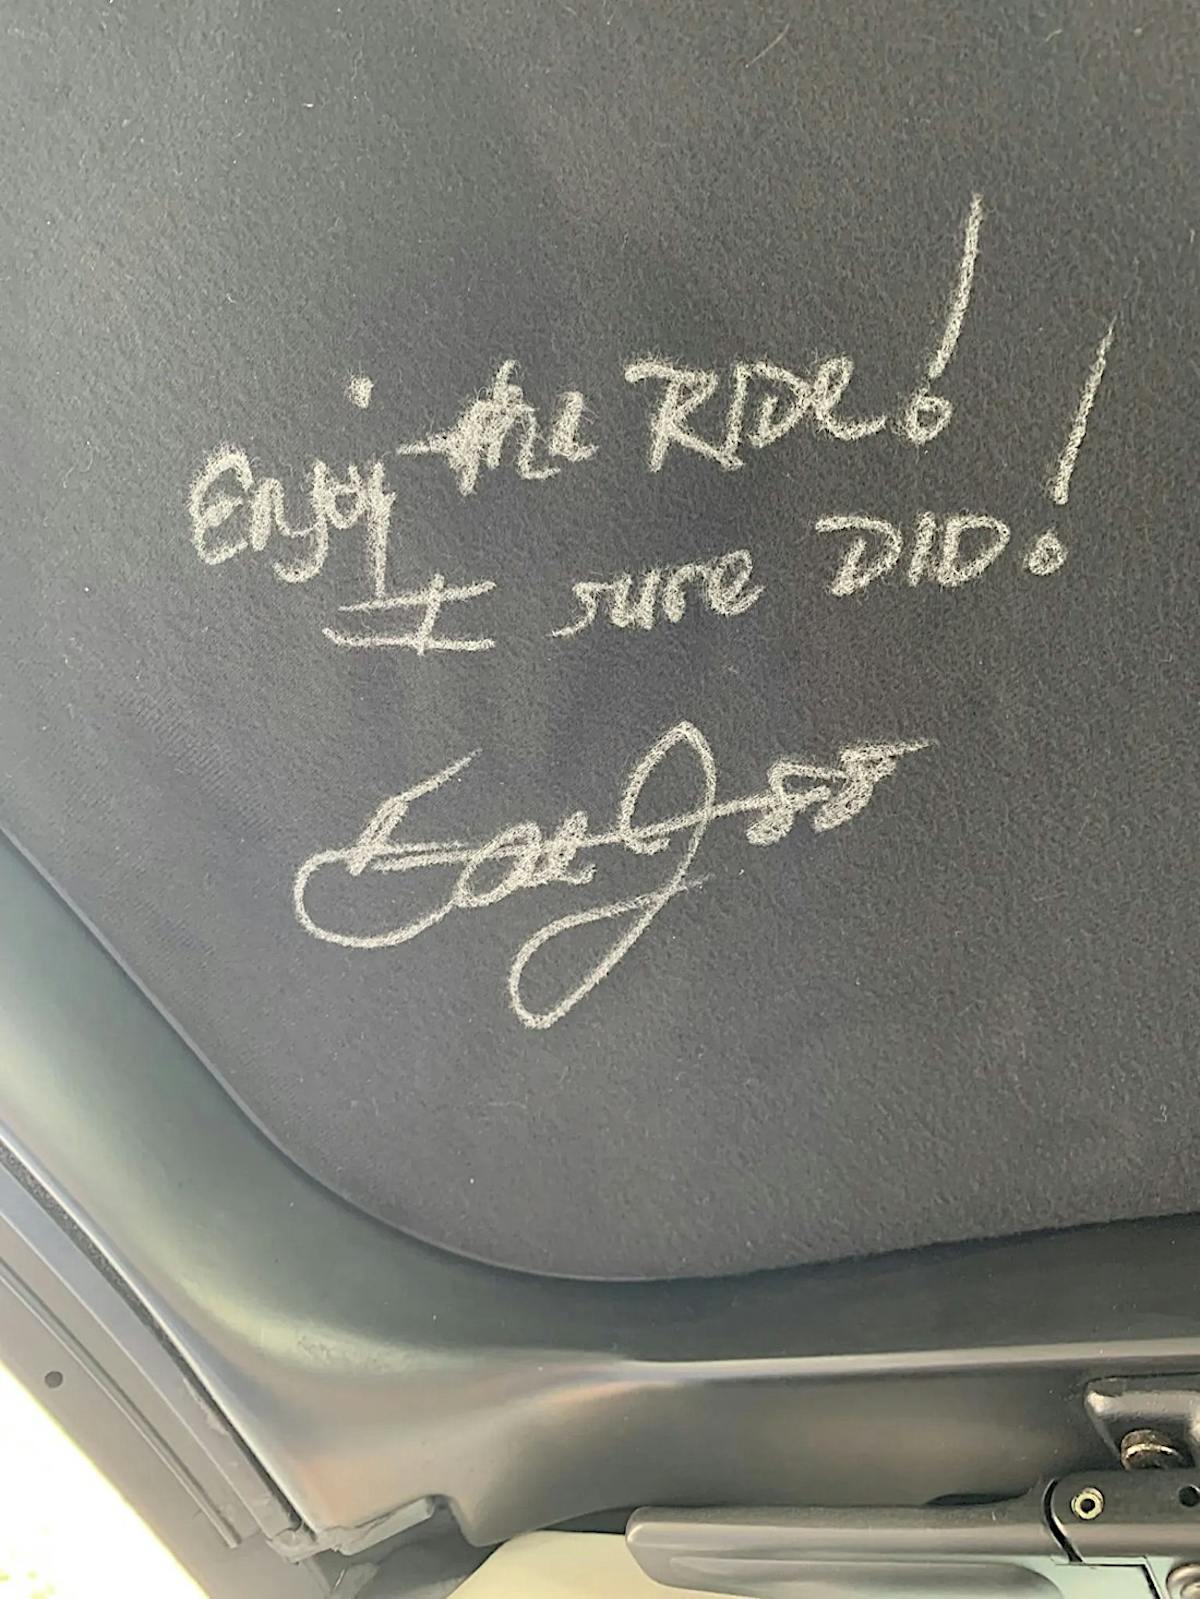 Enjoy the RIDe!
I sure DID!